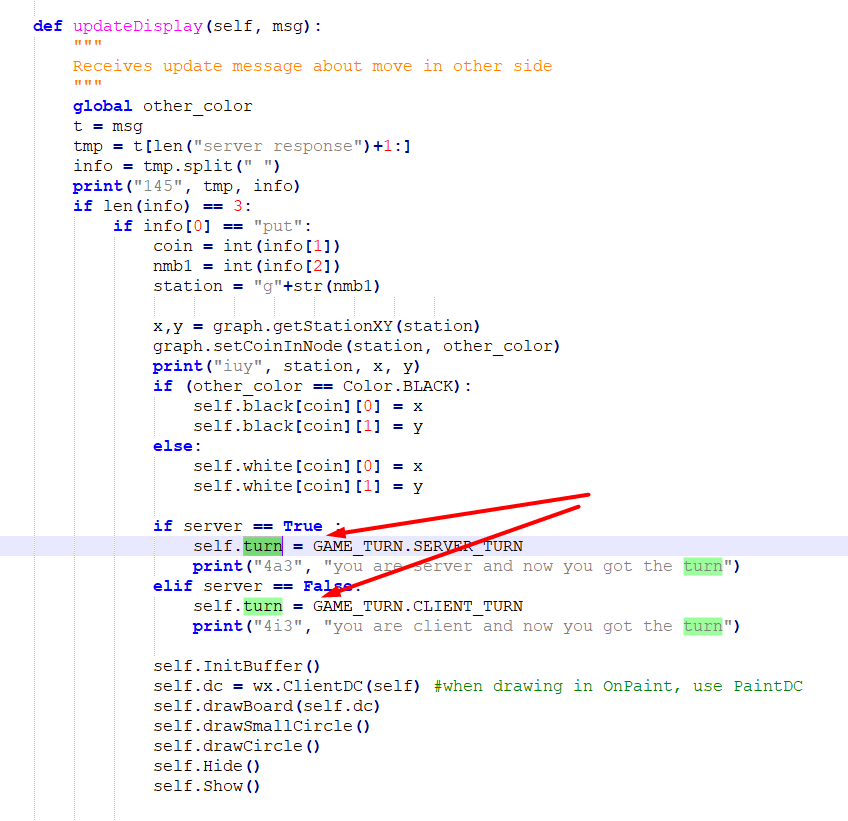 def updateDisplay(self, msg):
"""
Receives update message about move in other side
"""
global other_color
t = msg
tmp = t[len("server response")+1:]
info = tmp.split(" ")
print("145", tmp, info)
if len(info) == 3:
if info[0] == "put":
coin = int(info[1])
nmb1 = int(info[2])
station = "g"+str(nmb1)
x,y = graph.getStationXY(station)
graph.setCoinInNode(station, other_color)
print("iuy", station, x, y)
if (other_color == Color.BLACK):
self.black[coin][0] = x
self.black[coin][1] = y
else:
self.white[coin][0] = x
self.white[coin][1] = y
if server == True :
self.turn = GAME_TURN.SERVER_TURN
print("4a3", "you are server and now you got the turn")
elif server == False:
self.turn = GAME_TURN.CLIENT_TURN
print("4i3", "you are client and now you got the turn")
self.InitBuffer()
self.dc = wx.ClientDC(self) #when drawing in OnPaint, use PaintDC
self.drawBoard(self.dc)
self.drawSmallCircle()
self.drawCircle()
self.Hide()
self.Show()